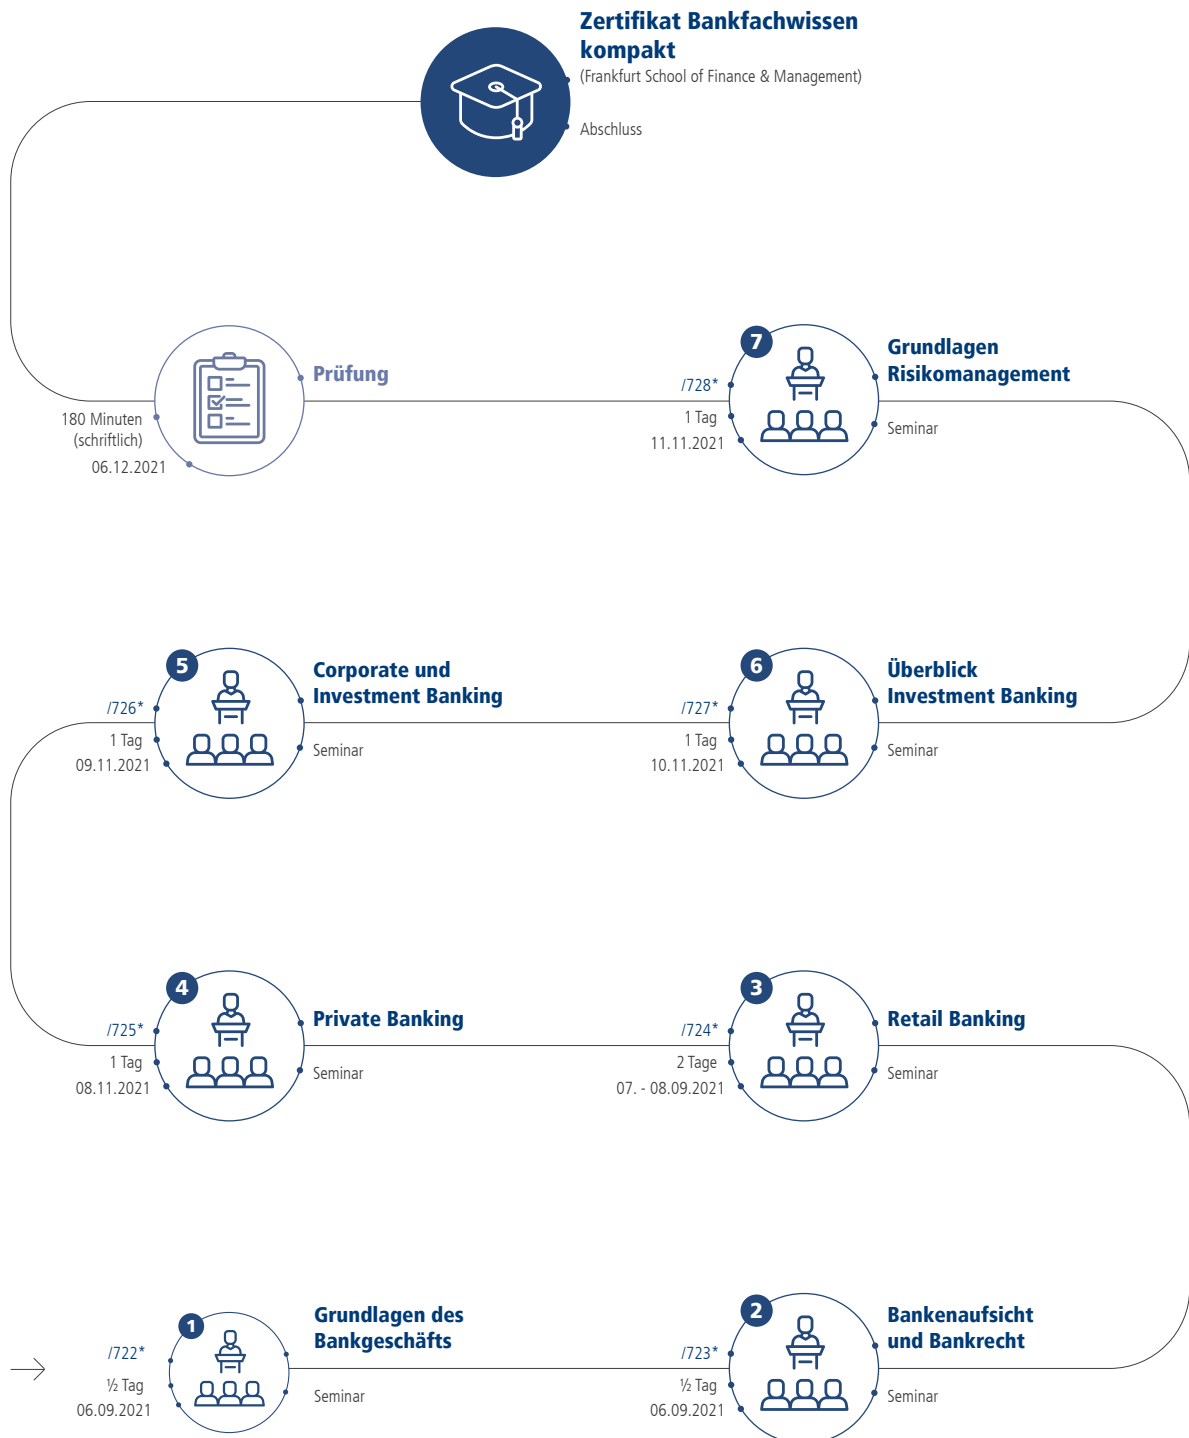 Zertifikat Bankfachwissen
kompakt
(Frankfurt School of Finance & Management)
Abschluss
Prüfung
180 Minuten
(schriftlich)
06.12.2021
7
Grundlagen
Risikomanagement
/728*
1 Tag
11.11.2021
Seminar
5
Corporate und
Investment Banking
/726*
1 Tag
09.11.2021
Seminar
6
Überblick
Investment Banking
/727*
1 Tag
10.11.2021
Seminar
4
Private Banking
/725*
1 Tag
08.11.2021
Seminar
3
Retail Banking
/724*
2 Tage
07. - 08.09.2021
Seminar
1
Grundlagen des
Bankgeschäfts
/722*
½ Tag
06.09.2021
Seminar
2
Bankenaufsicht
und Bankrecht
/723*
½ Tag
06.09.2021
Seminar